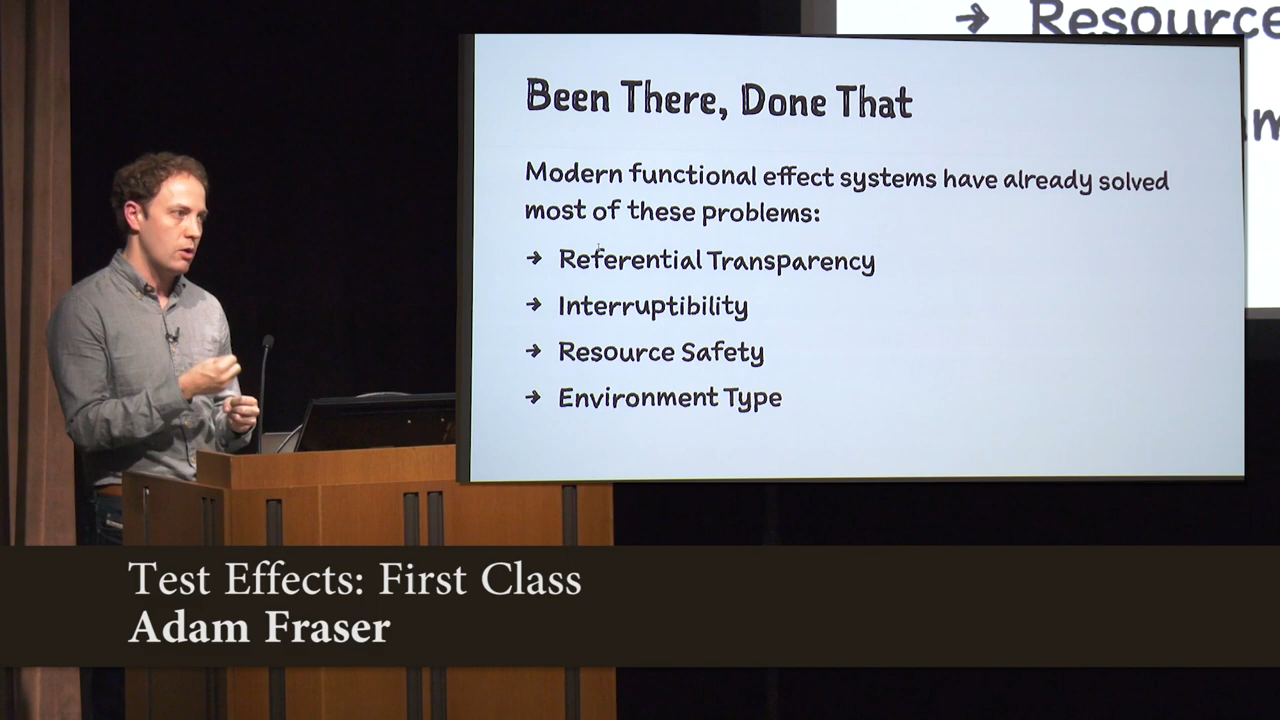 → Resource
Been There, Done That
Modern functional effect systems have already solved
most of these problems:
→ Referential Transparency
→ Interruptibility
→ Resource Safety
→ Environment Type
Test Effects: First Class
Adam Fraser